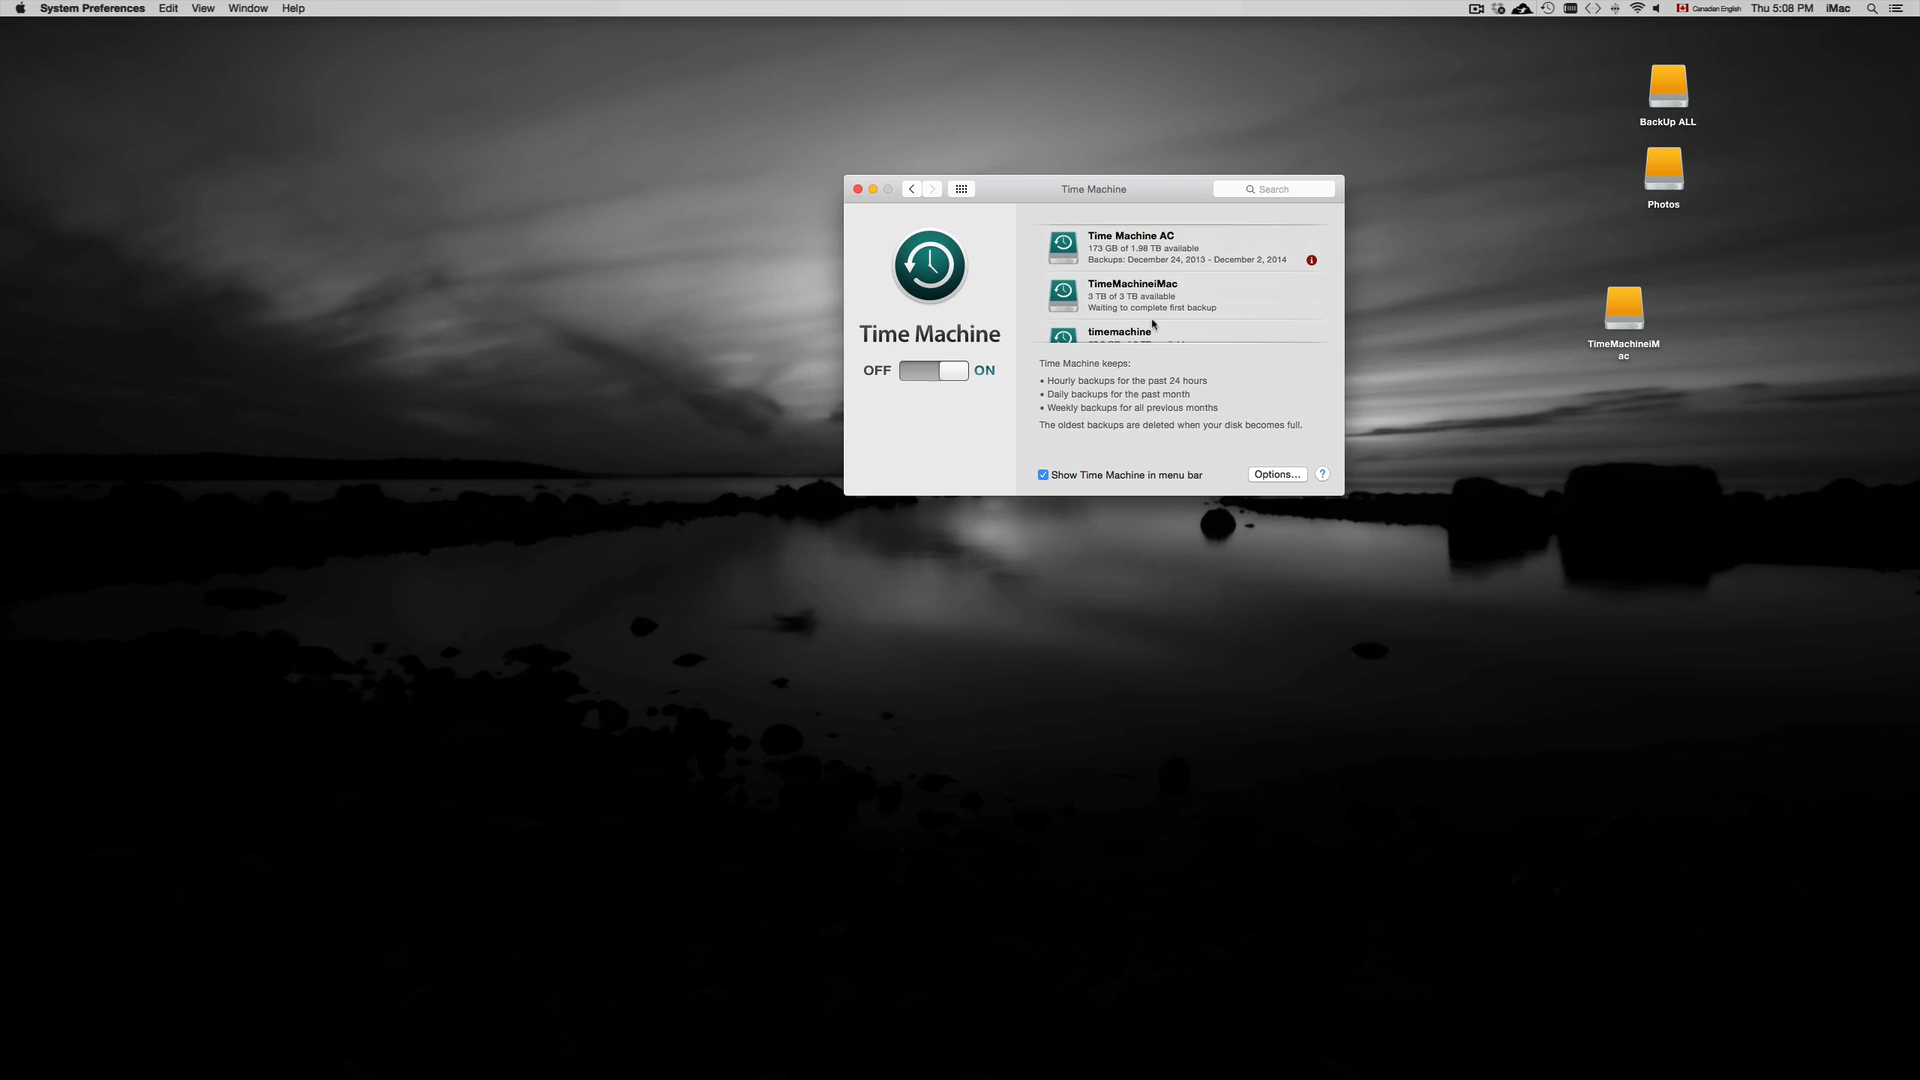 System Preferences Edit View Window Help
Canadian English Thu 5:08 PM iMac
BackUp ALL
Photos
TimeMachineiM
ac
Time Machine
Search
Time Machine
OFF ON
Time Machine AC
173 GB of 1.98 TB available
Backups: December 24, 2013 - December 2, 2014
TimeMachineiMac
3 TB of 3 TB available
Waiting to complete first backup
timemachine
Time Machine keeps:
• Hourly backups for the past 24 hours
• Daily backups for the past month
• Weekly backups for all previous months
The oldest backups are deleted when your disk becomes full.
Show Time Machine in menu bar
Options... ?